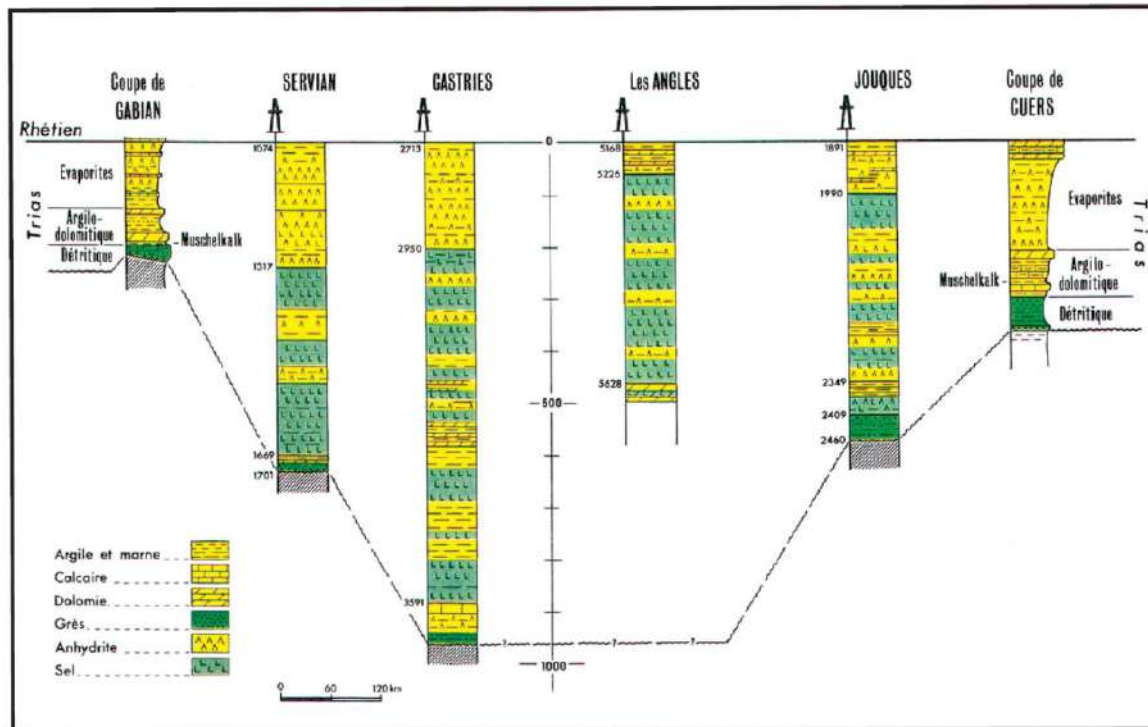 Coupe de
GABIAN
SERVIAN
CASTRIES
Les ANGLES
JOUQUES
Coupe de
CUERS
Rhétien
1074
2713
0
5168
1891
5225
1990
Evaporites
Trias
Argilo-
dolomitique
Muschelkalk
Détritique
1317
2950
Evaporites
Trias
Muschelkalk
Argilo-
dolomitique
Détritique
5628
500
2349
2409
2460
1669
1701
3591
?
?
?
1000
Argile et marne
Calcaire
Dolomie
Grès
Anhydrite
Sel
0 60 120 km